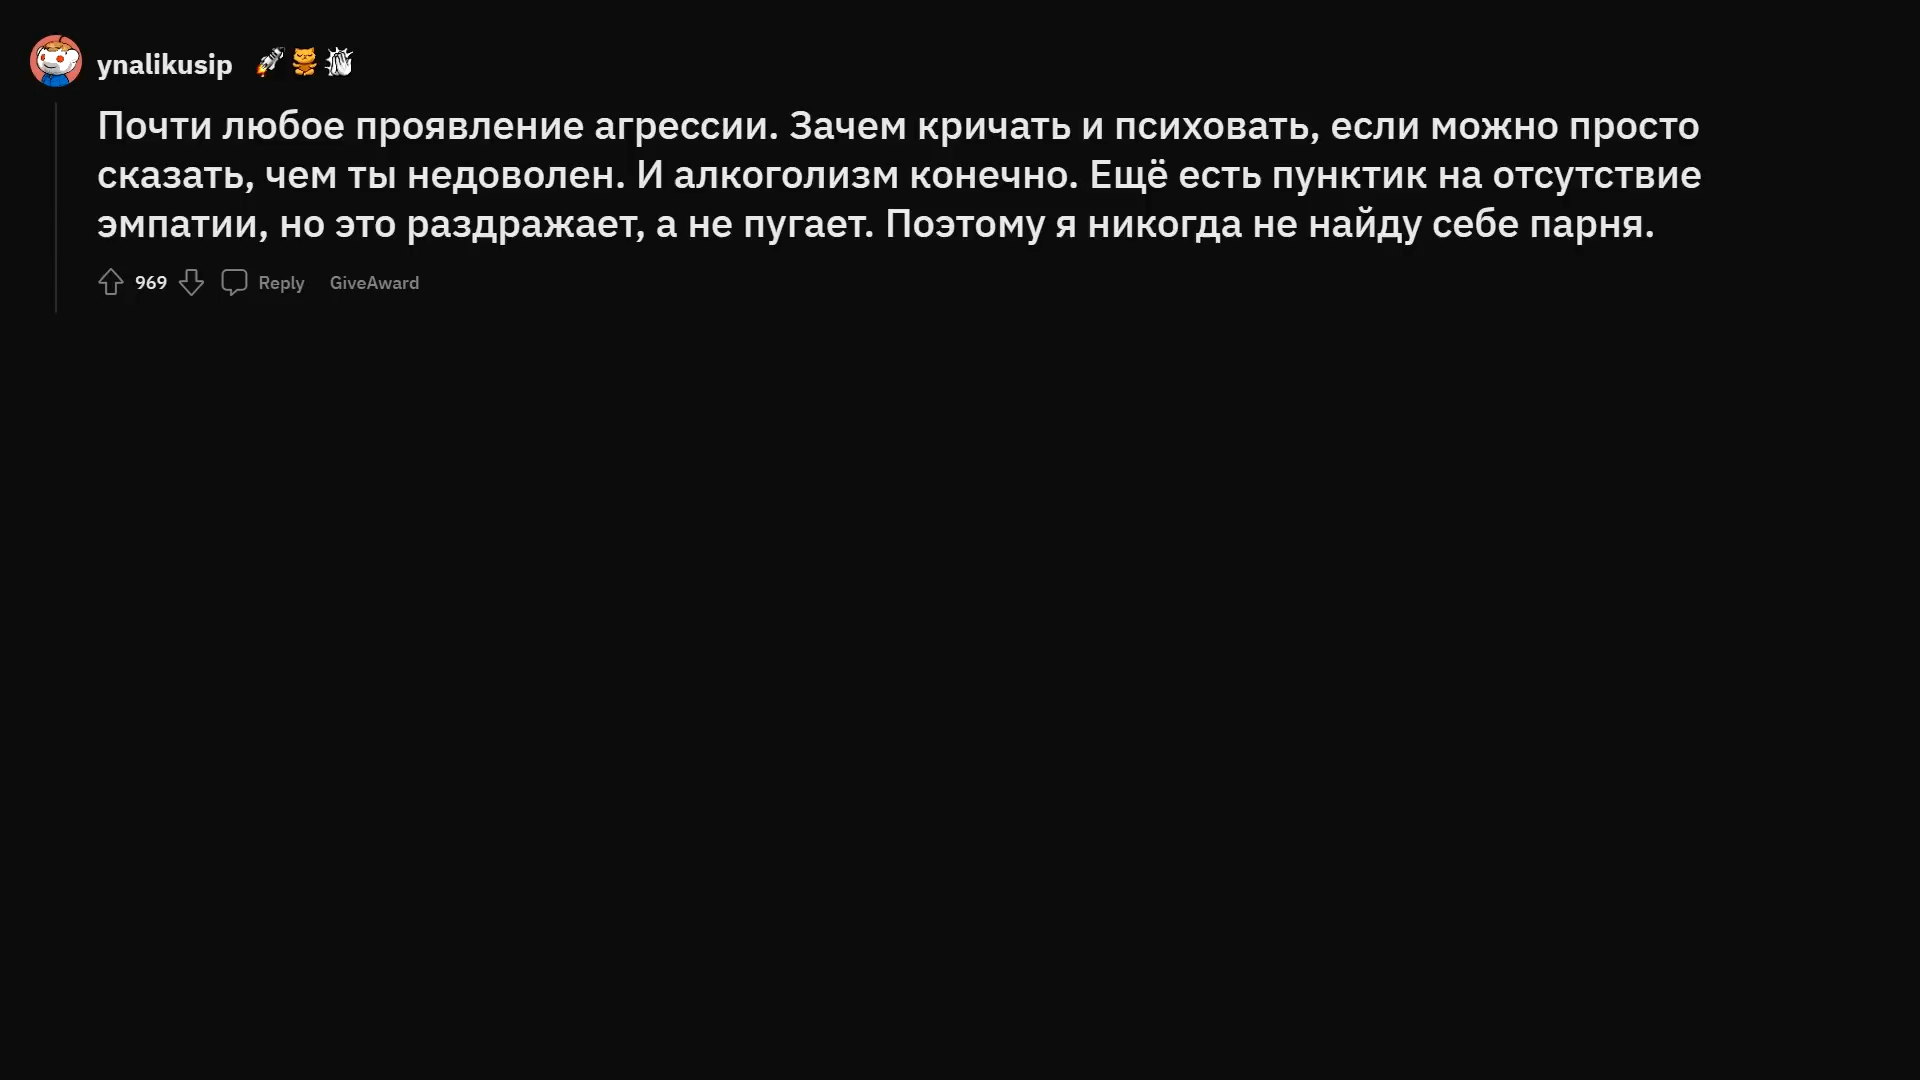 ynalikusip
Почти любое проявление агрессии. Зачем кричать и психовать, если можно просто
сказать, чем ты недоволен. И алкоголизм конечно. Ещё есть пунктик на отсутствие
эмпатии, но это раздражает, а не пугает. Поэтому я никогда не найду себе парня.
969 Reply GiveAward